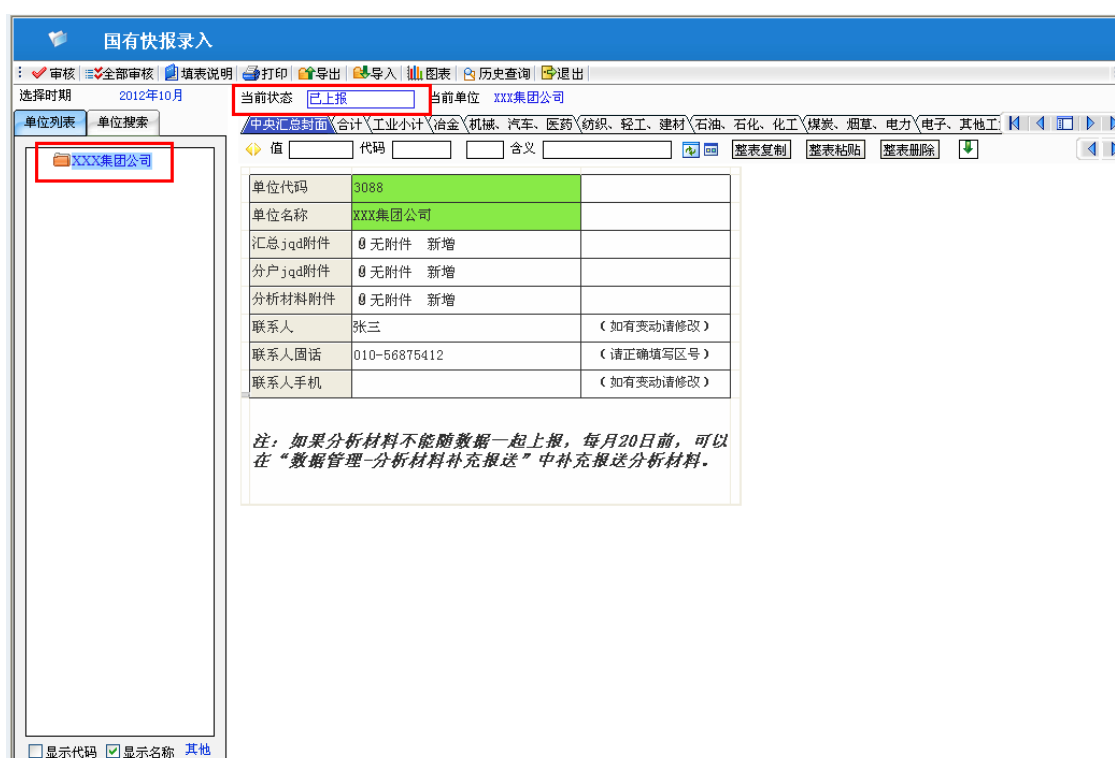 国有快报录入
审核 全部审核 填表说明 打印 导出 导入 图表 历史查询 退出
选择时期 2012年10月 当前状态 已上报 当前单位 XXX集团公司
单位列表 单位搜索 中央汇总封面 合计 工业小计 冶金 机械、汽车、医药 纺织、轻工、建材 石油、石化、化工 煤炭、烟草、电力 电子、其他工
值 代码 含义 整表复制 整表粘贴 整表删除
XXX集团公司
单位代码 3088
单位名称 XXX集团公司
汇总jqd附件 无附件 新增
分户jqd附件 无附件 新增
分析材料附件 无附件 新增
联系人 张三 (如有变动请修改)
联系人固话 010-56875412 (请正确填写区号)
联系人手机 (如有变动请修改)
注：如果分析材料不能随数据一起上报，每月20日前，可以
在“数据管理-分析材料补充报送”中补充报送分析材料.
显示代码 显示名称 其他